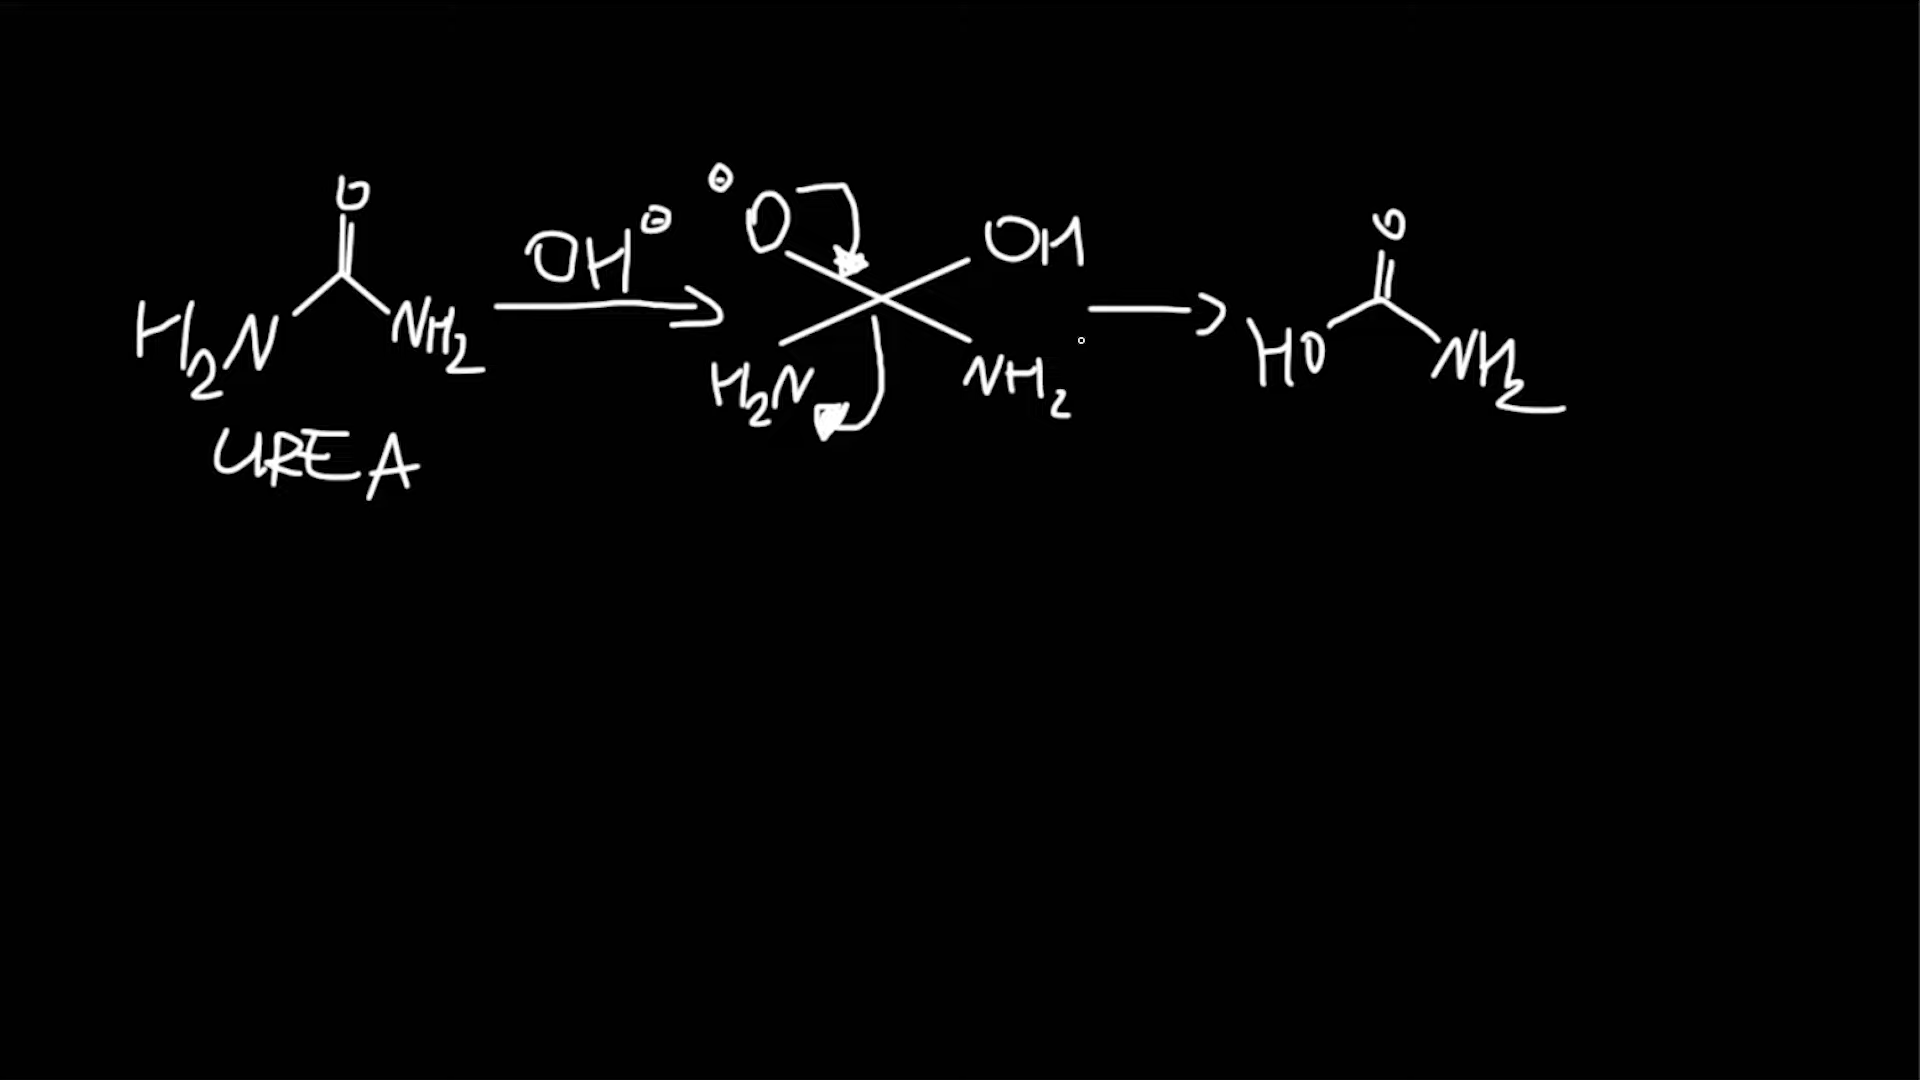 O
H₂N NH₂
UREA
OH⊖
⊖
O OH
H₂N NH₂
O
HO NH₂